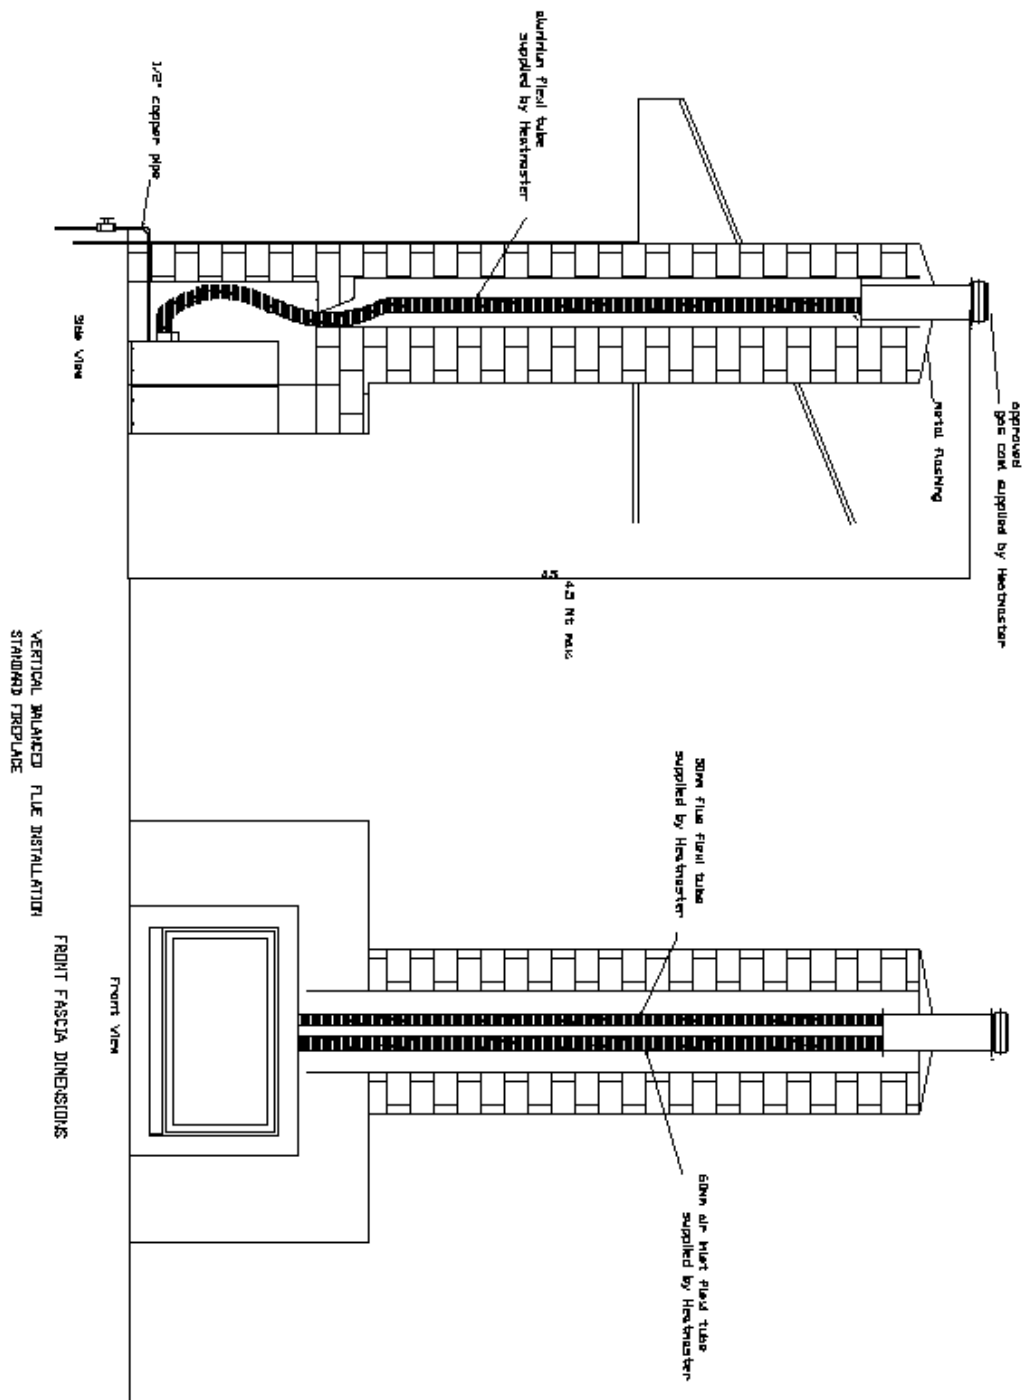 approved
gas cowl supplied by Heatmaster
metal flashing
aluminium flexi tube
supplied by Heatmaster
1/2" copper pipe
Side View
4.5
4.5 Mt max
50mm flue flexi tube
supplied by Heatmaster
60mm air inlet flexi tube
supplied by Heatmaster
Front View
VERTICAL BALANCED FLUE INSTALLATION
STANDARD FIREPLACE
FRONT FASCIA DIMENSIONS